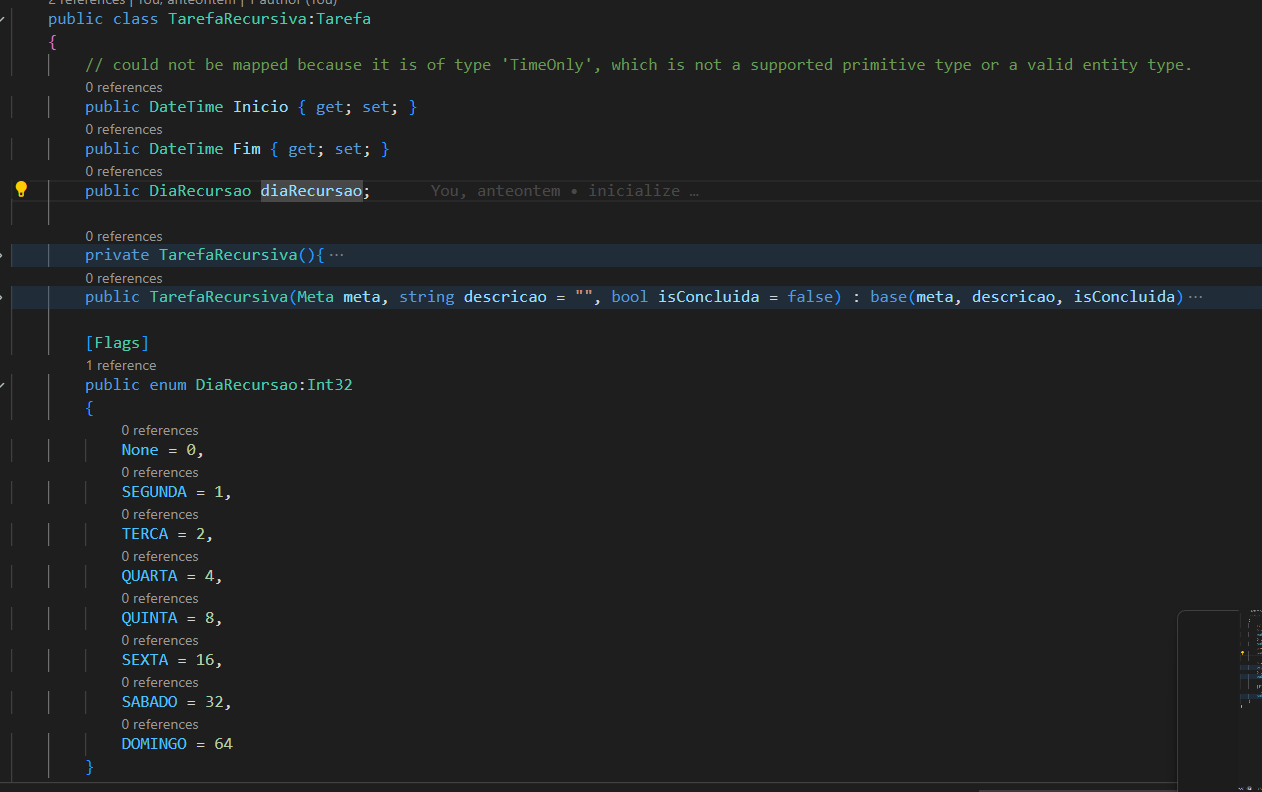 2 references | You, anteontem | 1 author (You)
public class TarefaRecursiva:Tarefa
{
// could not be mapped because it is of type 'TimeOnly', which is not a supported primitive type or a valid entity type.
0 references
public DateTime Inicio { get; set; }
0 references
public DateTime Fim { get; set; }
0 references
public DiaRecursao diaRecursao; You, anteontem • inicialize …
0 references
private TarefaRecursiva(){ ···
0 references
public TarefaRecursiva(Meta meta, string descricao = "", bool isConcluida = false) : base(meta, descricao, isConcluida) ···
[Flags]
1 reference
public enum DiaRecursao:Int32
{
0 references
None = 0,
0 references
SEGUNDA = 1,
0 references
TERCA = 2,
0 references
QUARTA = 4,
0 references
QUINTA = 8,
0 references
SEXTA = 16,
0 references
SABADO = 32,
0 references
DOMINGO = 64
}